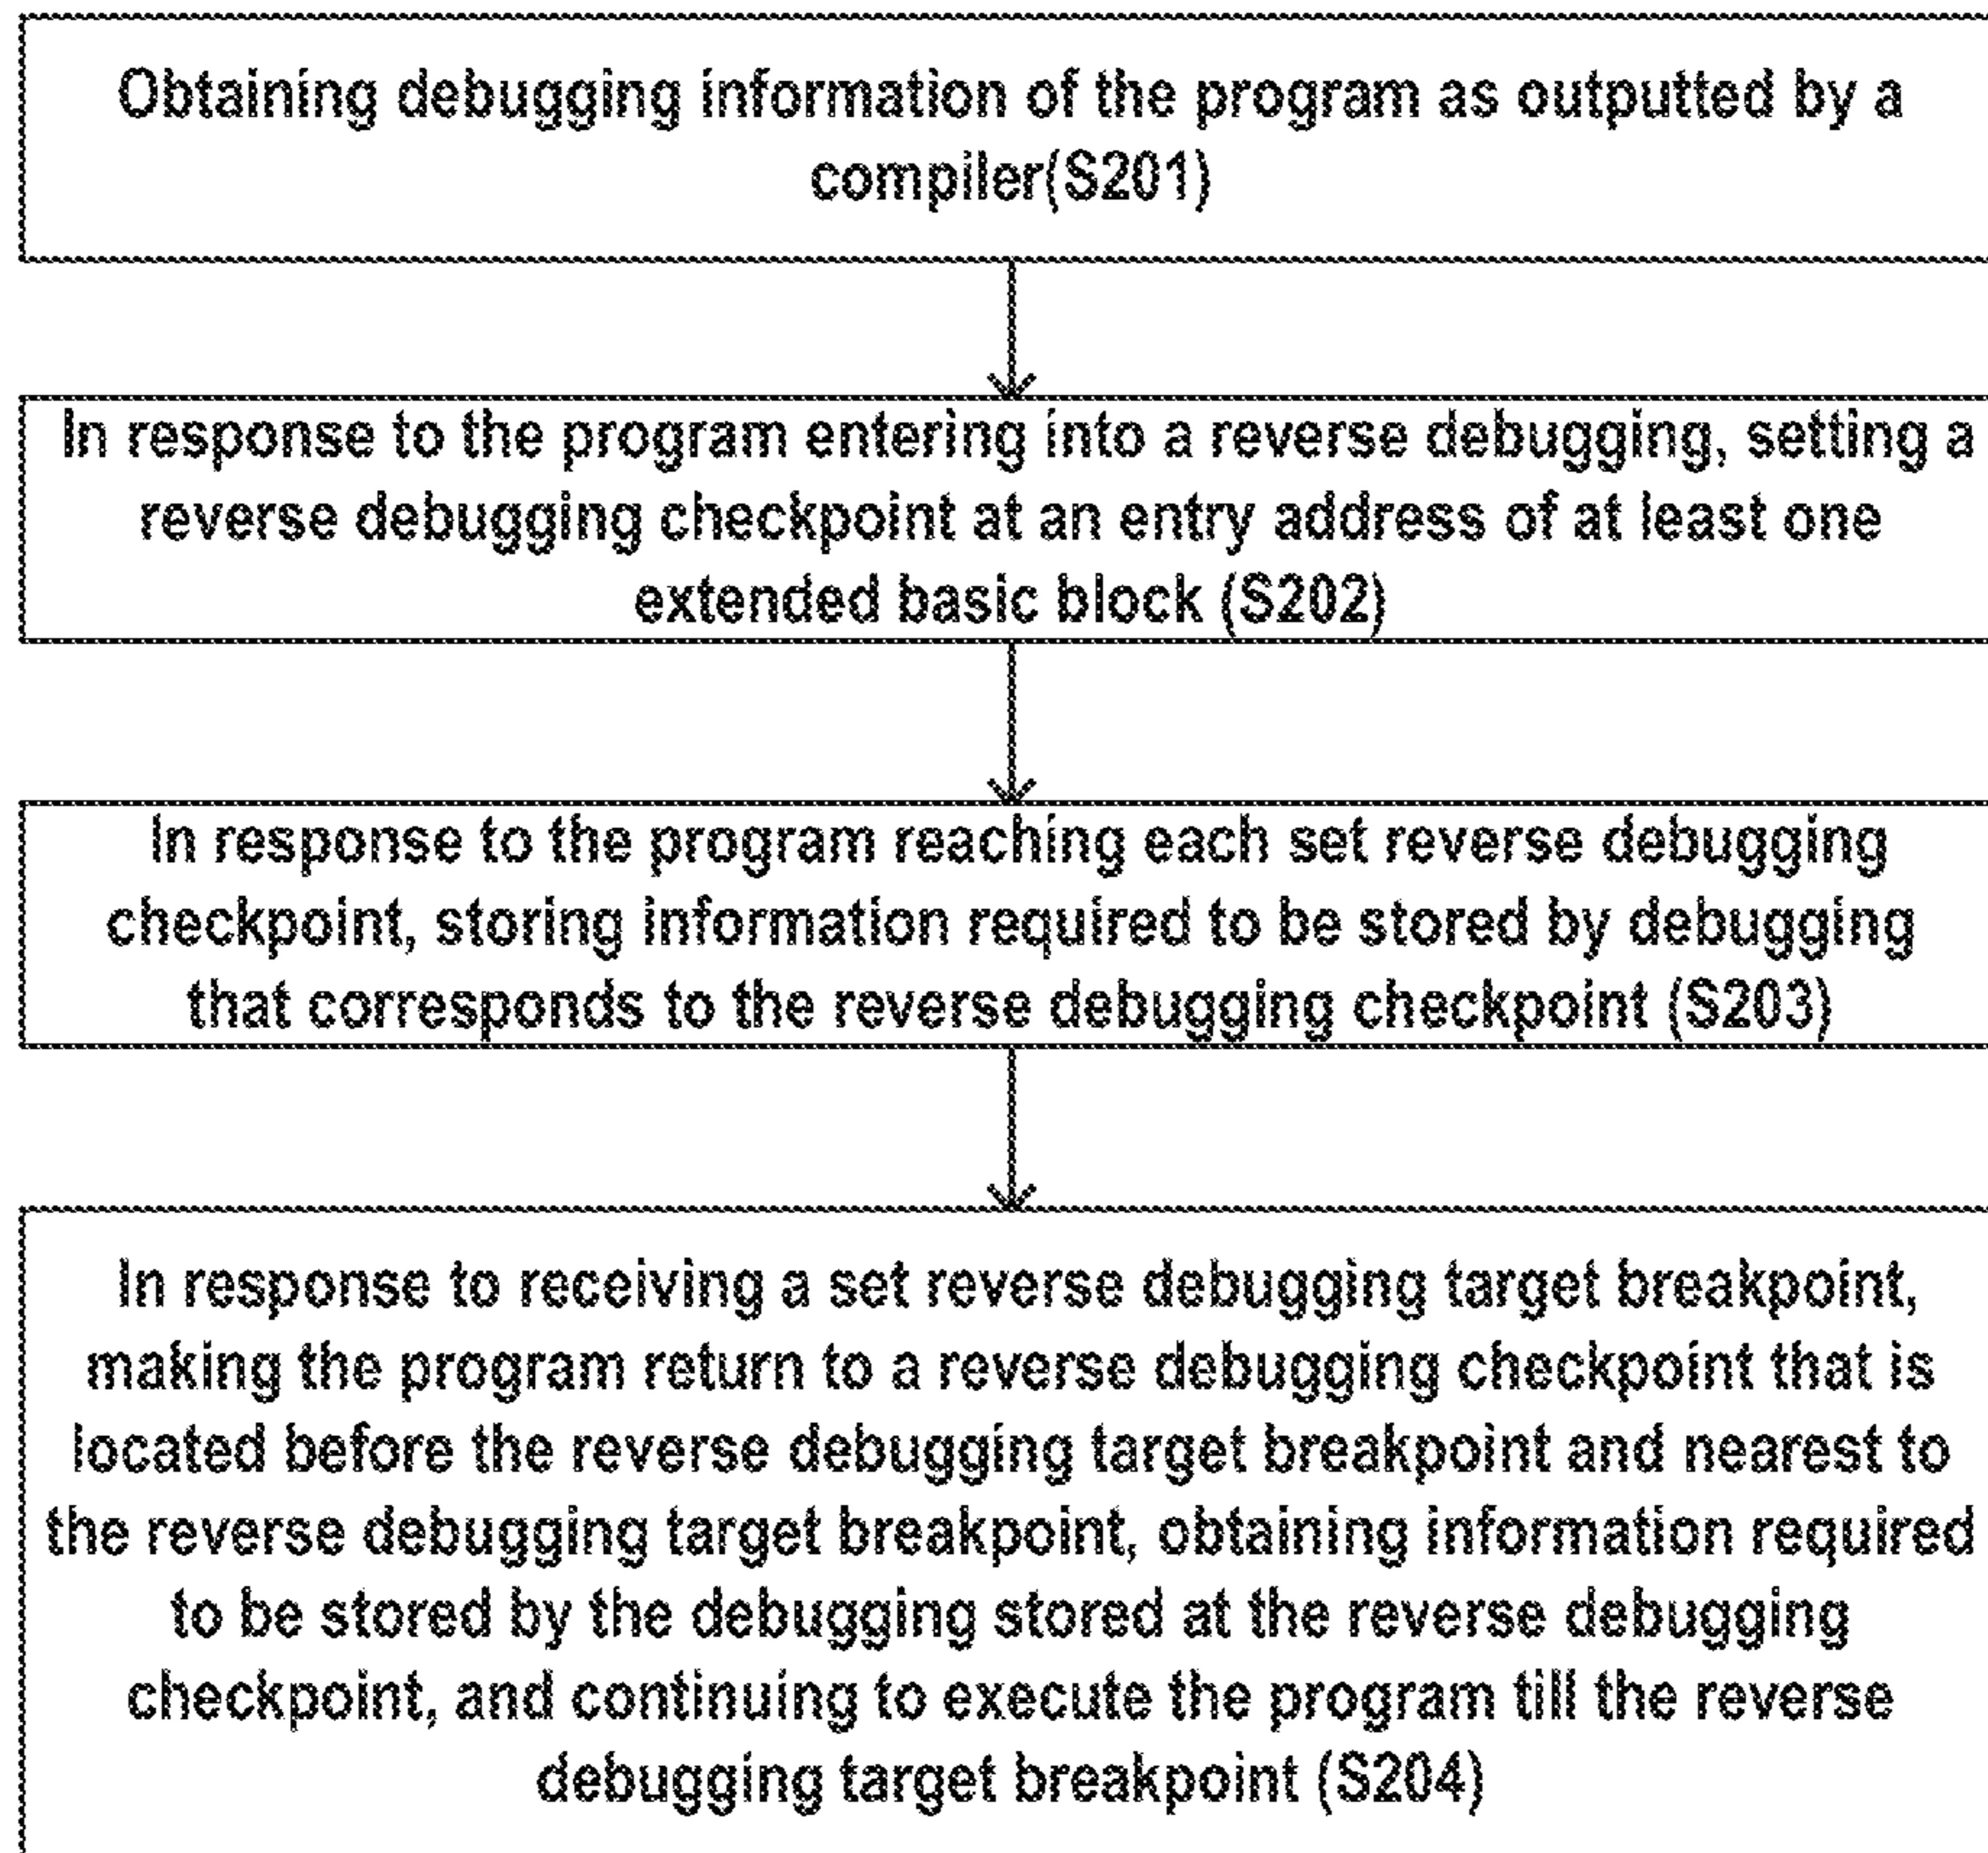 Obtaining debugging information of the program as outputted by a
compiler(S201)
In response to the program entering into a reverse debugging, setting a
reverse debugging checkpoint at an entry address of at least one
extended basic block (S202)
In response to the program reaching each set reverse debugging
checkpoint, storing information required to be stored by debugging
that corresponds to the reverse debugging checkpoint (S203)
In response to receiving a set reverse debugging target breakpoint,
making the program return to a reverse debugging checkpoint that is
located before the reverse debugging target breakpoint and nearest to
the reverse debugging target breakpoint, obtaining information required
to be stored by the debugging stored at the reverse debugging
checkpoint, and continuing to execute the program till the reverse
debugging target breakpoint (S204)